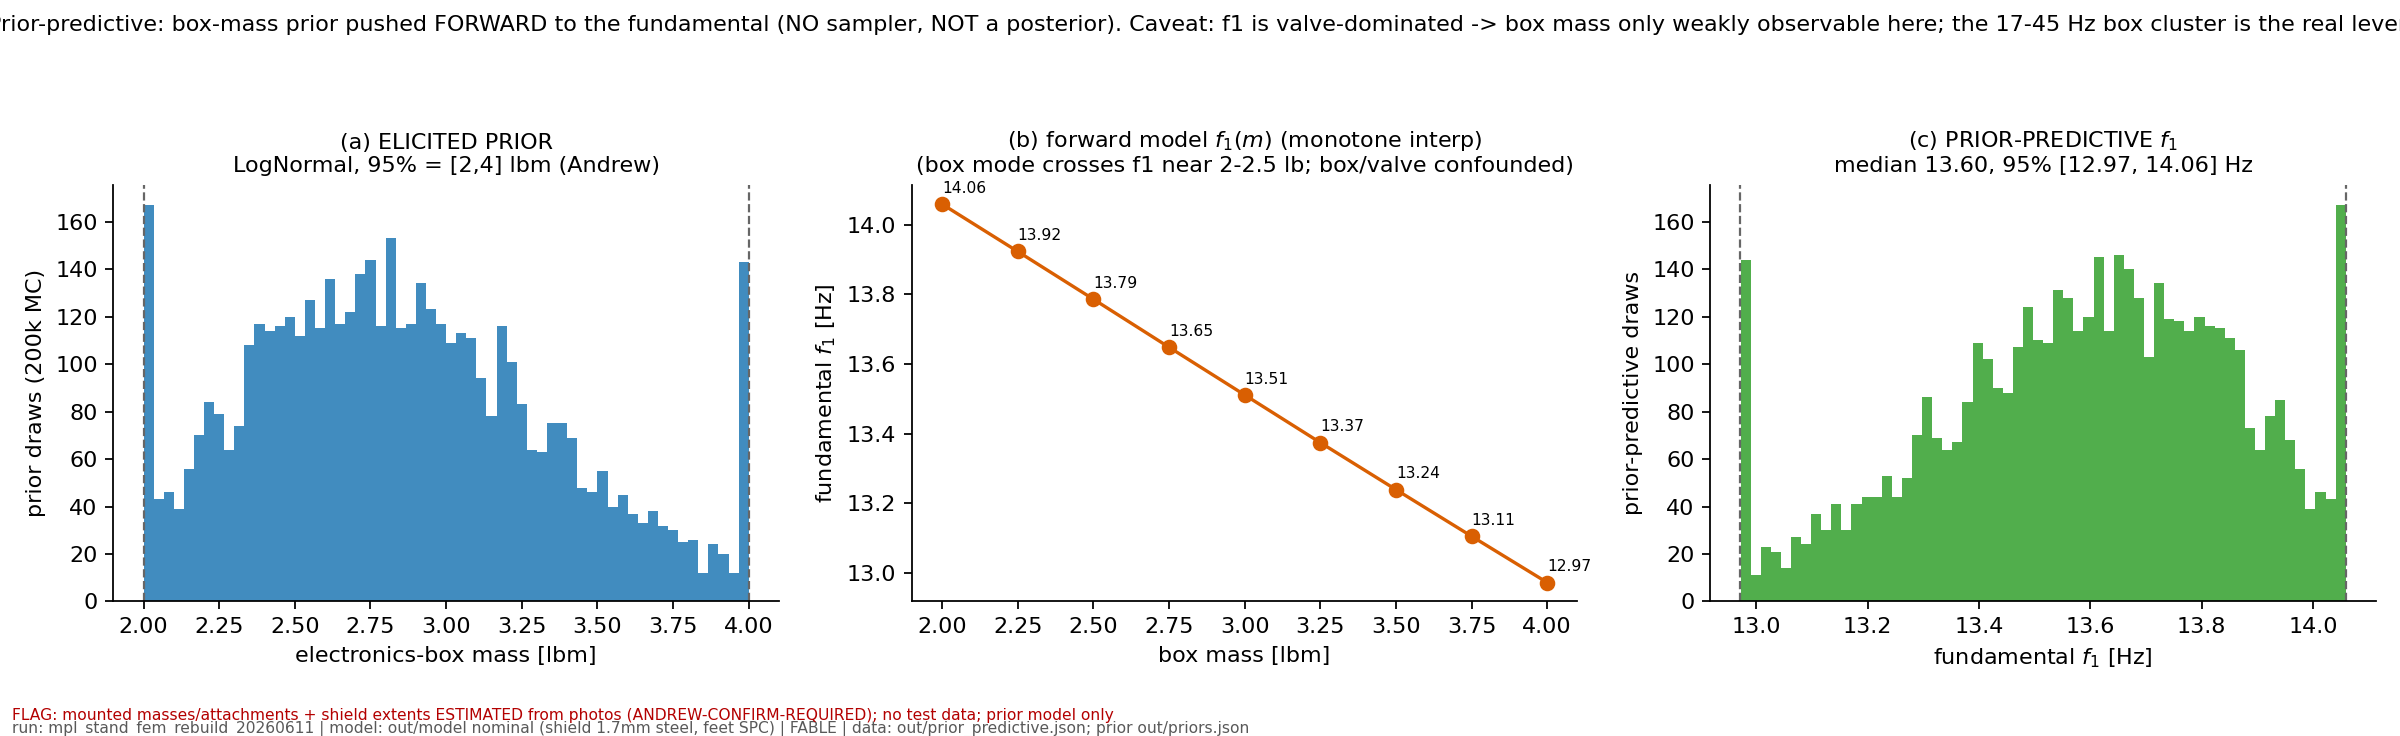 rior-predictive: box-mass prior pushed FORWARD to the fundamental (NO sampler, NOT a posterior). Caveat: f1 is valve-dominated -> box mass only weakly observable here; the 17-45 Hz box cluster is the real lever
(a) ELICITED PRIOR
LogNormal, 95% = [2,4] lbm (Andrew)
prior draws (200k MC)
160
140
120
100
80
60
40
20
0
2.00 2.25 2.50 2.75 3.00 3.25 3.50 3.75 4.00
electronics-box mass [lbm]
(b) forward model f1(m) (monotone interp)
(box mode crosses f1 near 2-2.5 lb; box/valve confounded)
fundamental f1 [Hz]
14.0
13.8
13.6
13.4
13.2
13.0
14.06
13.92
13.79
13.65
13.51
13.37
13.24
13.11
12.97
2.00 2.25 2.50 2.75 3.00 3.25 3.50 3.75 4.00
box mass [lbm]
(c) PRIOR-PREDICTIVE f1
median 13.60, 95% [12.97, 14.06] Hz
prior-predictive draws
160
140
120
100
80
60
40
20
0
13.0 13.2 13.4 13.6 13.8 14.0
fundamental f1 [Hz]
FLAG: mounted masses/attachments + shield extents ESTIMATED from photos (ANDREW-CONFIRM-REQUIRED); no test data; prior model only
run: mpl_stand_fem_rebuild_20260611 | model: out/model nominal (shield 1.7mm steel, feet SPC) | FABLE | data: out/prior_predictive.json; prior out/priors.json